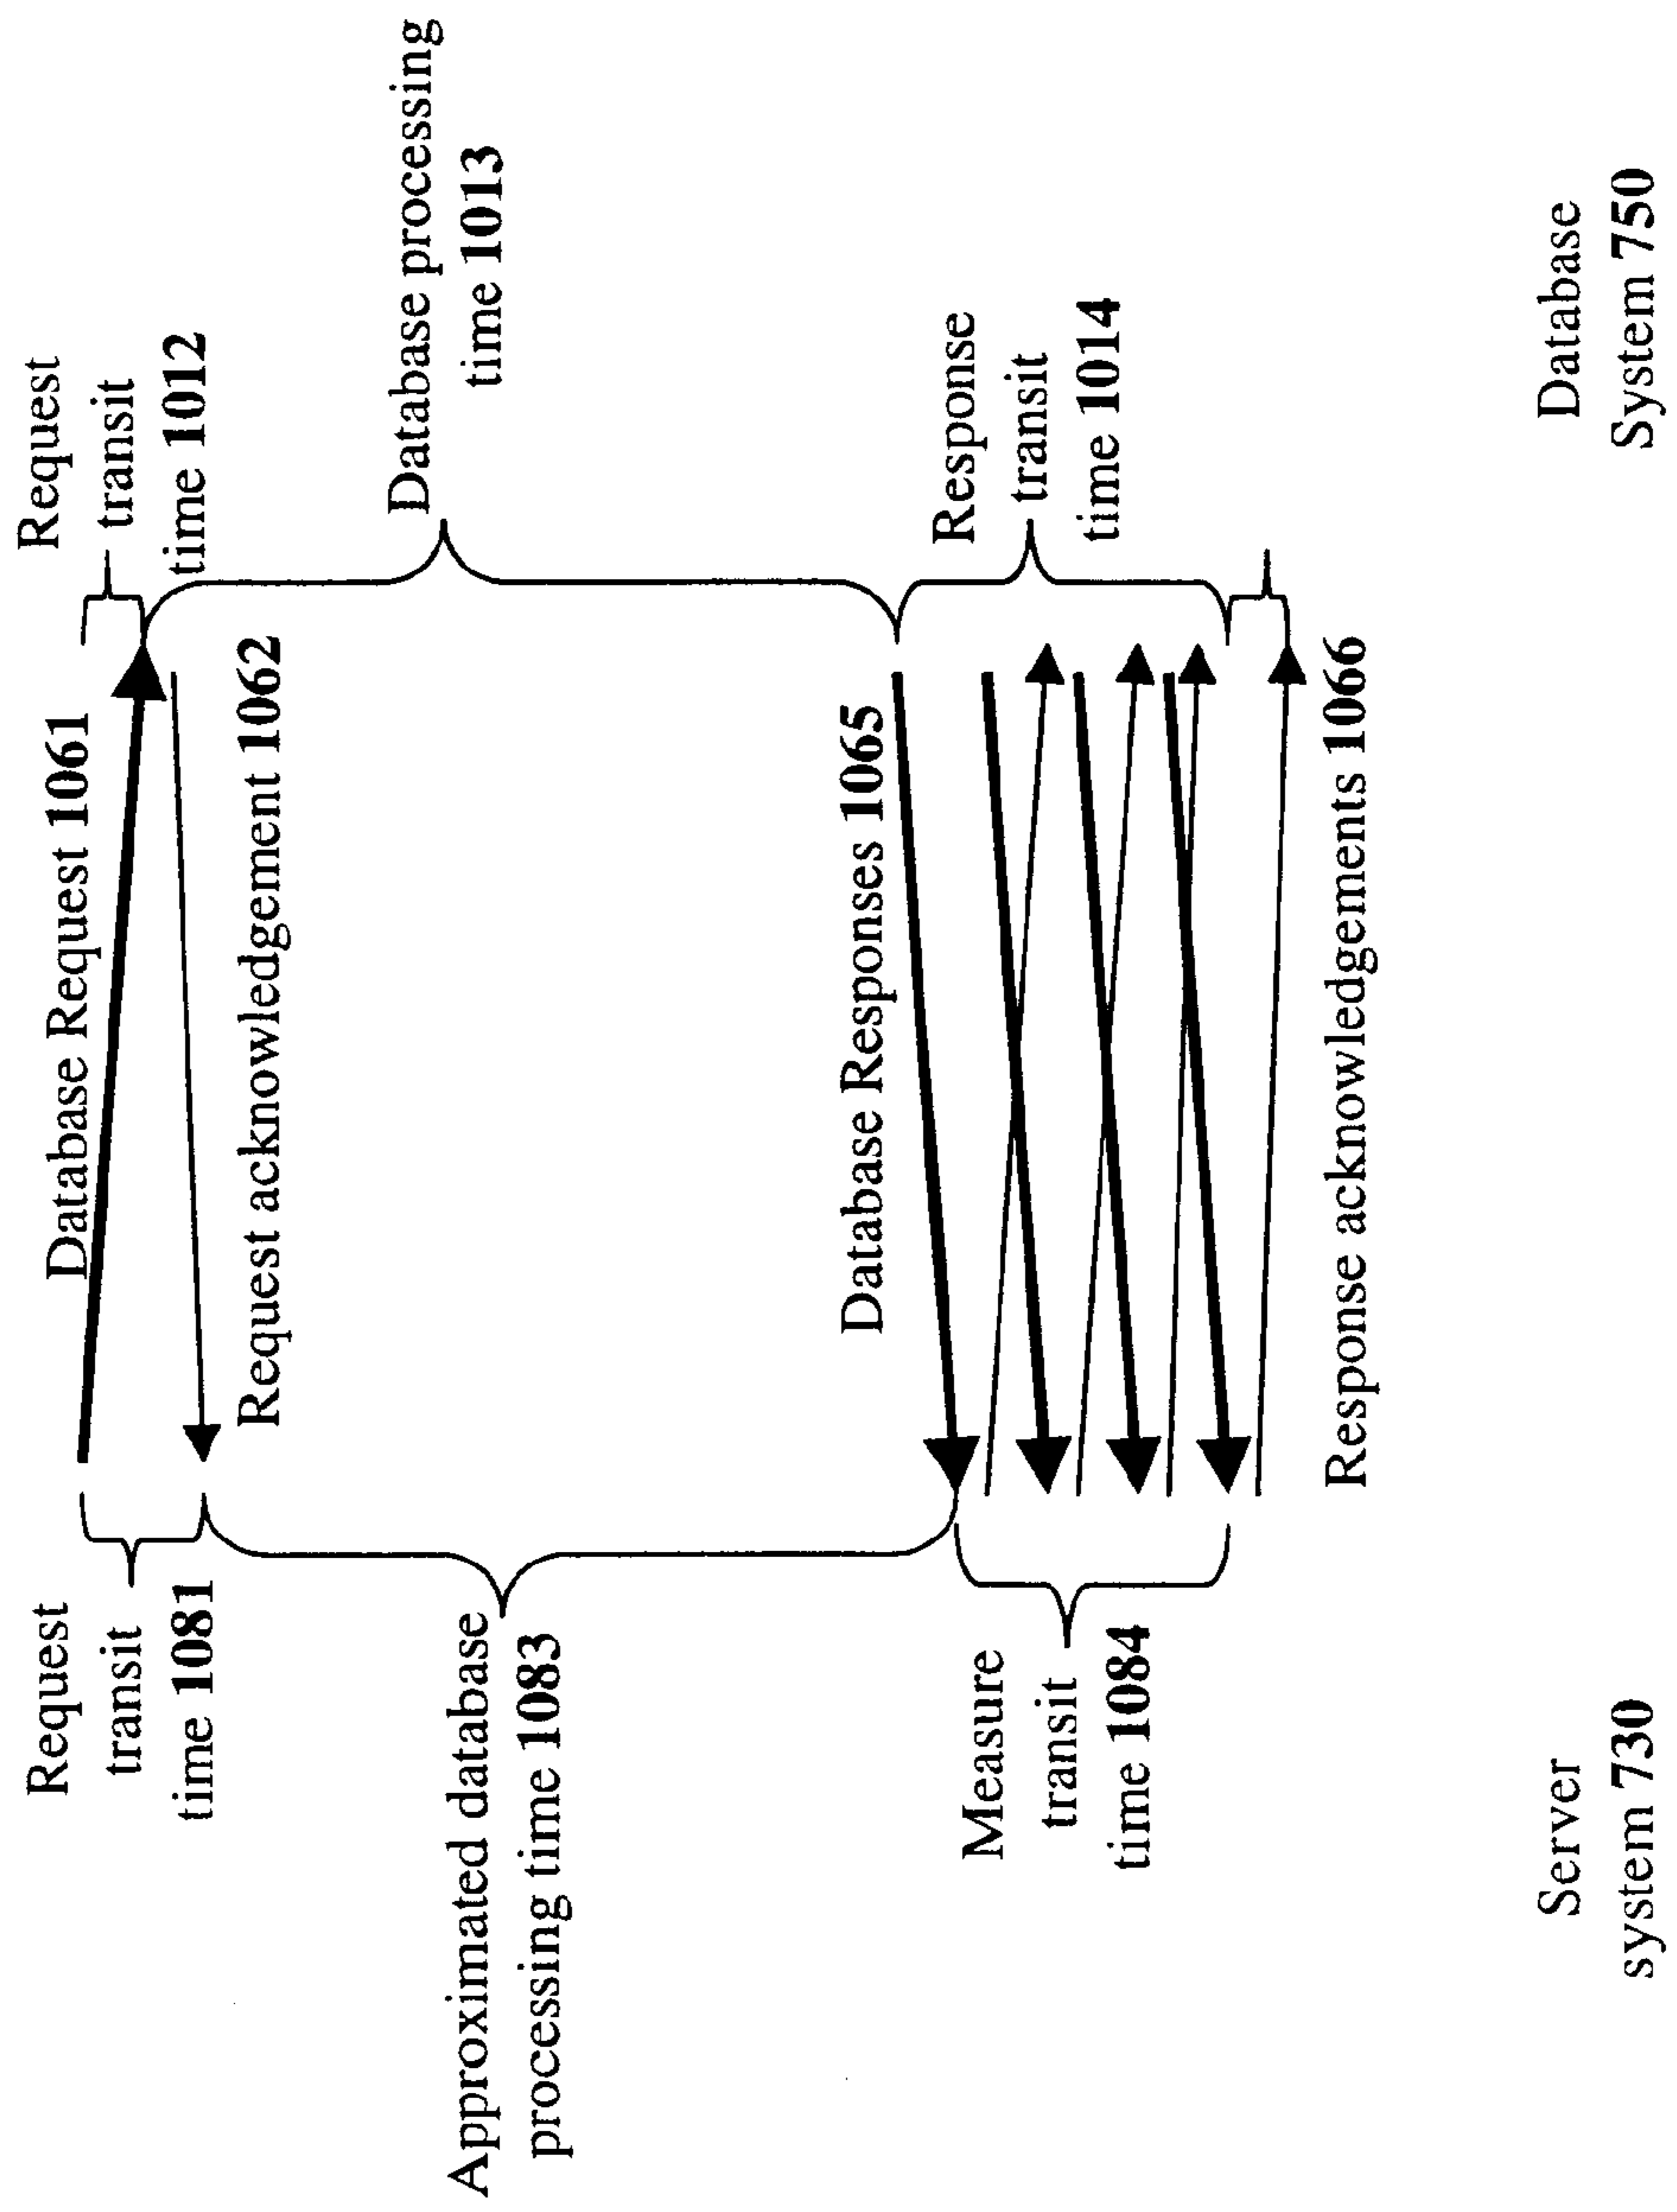 Request
transit
time 1081
Database Request 1061
Request
transit
time 1012
Request acknowledgement 1062
Approximated database
processing time 1083
Database processing
time 1013
Database Responses 1065
Measure
transit
time 1084
Response
transit
time 1014
Response acknowledgements 1066
Server
system 730
Database
System 750